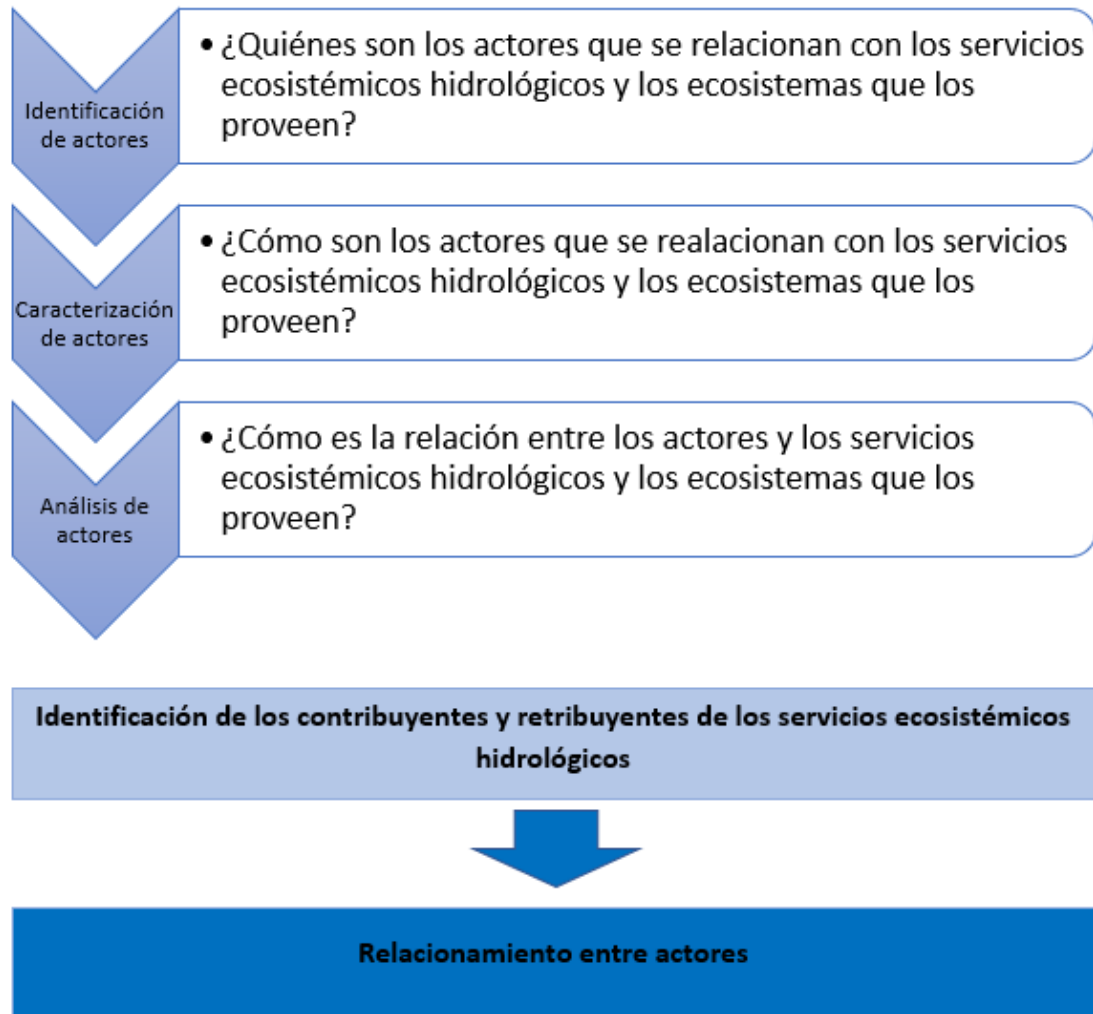 Identificación
de actores
• ¿Quiénes son los actores que se relacionan con los servicios
ecosistémicos hidrológicos y los ecosistemas que los
proveen?
Caracterización
de actores
• ¿Cómo son los actores que se realacionan con los servicios
ecosistémicos hidrológicos y los ecosistemas que los
proveen?
Análisis de
actores
• ¿Cómo es la relación entre los actores y los servicios
ecosistémicos hidrológicos y los ecosistemas que los
proveen?
Identificación de los contribuyentes y retribuyentes de los servicios ecosistémicos
hidrológicos
Relacionamiento entre actores